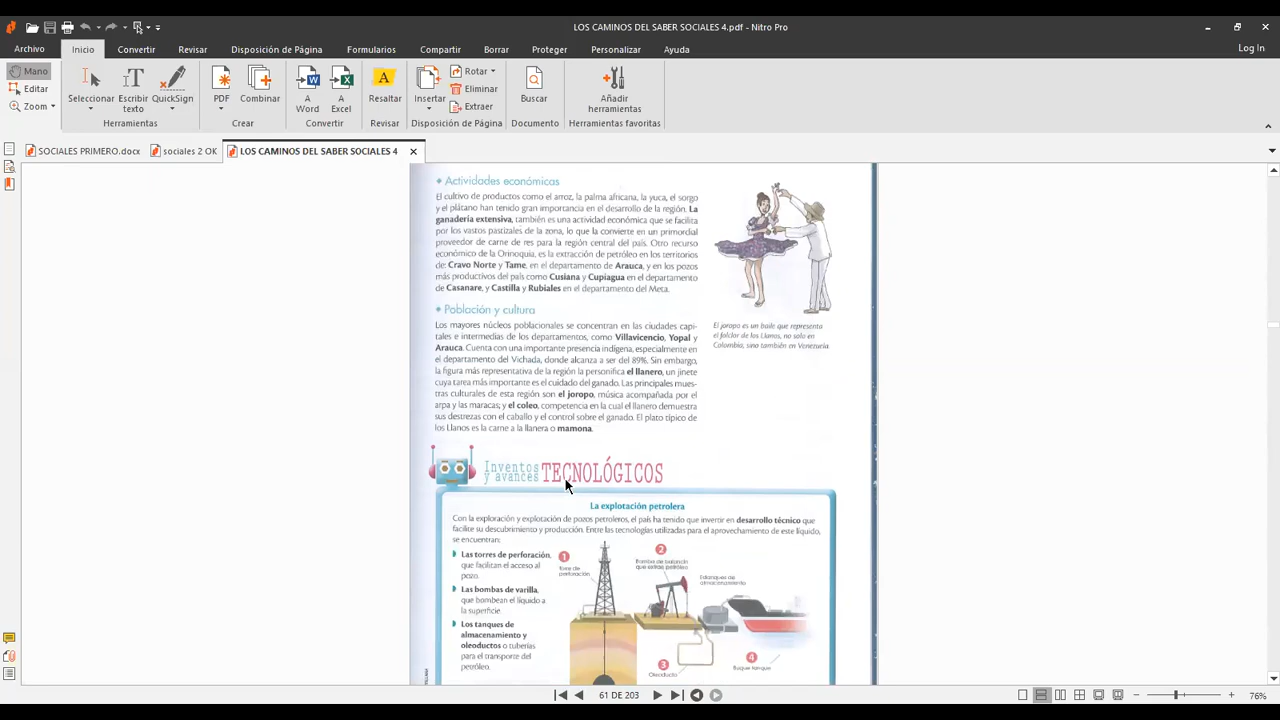 LOS CAMINOS DEL SABER SOCIALES 4.pdf - Nitro Pro
Archivo Inicio Convertir Revisar Disposición de Página Formularios Compartir Borrar Proteger Personalizar Ayuda Log In
Mano
Editar
Zoom
Seleccionar
Escribir texto
QuickSign
Herramientas
PDF
Combinar
Crear
A Word
A Excel
Convertir
Resaltar
Revisar
Insertar
Rotar
Eliminar
Extraer
Disposición de Página
Buscar
Documento
Añadir herramientas
Herramientas favoritas
SOCIALES PRIMERO.docx sociales 2 OK LOS CAMINOS DEL SABER SOCIALES 4
Actividades económicas
El cultivo de productos como el arroz, la palma africana, la yuca, el sorgo
y el plátano han tenido gran importancia en el desarrollo de la región. La
ganadería extensiva, también es una actividad económica que se facilita
por los vastos pastizales de la zona, lo que la convierte en un primordial
proveedor de carne de res para la región central del país. Otro recurso
económico de la Orinoquia, es la extracción de petróleo en los territorios
de: Cravo Norte y Tame, en el departamento de Arauca, y en los pozos
más productivos del país como Cusiana y Cupiagua en el departamento
de Casanare, y Castilla y Rubiales en el departamento del Meta.
Población y cultura
Los mayores núcleos poblacionales se concentran en las ciudades capi-
tales e intermedias de los departamentos, como Villavicencio, Yopal y
Arauca. Cuenta con una importante presencia indígena, especialmente en
el departamento del Vichada, donde alcanza a ser del 89%. Sin embargo,
la figura más representativa de la región la personifica el llanero, un jinete
cuya tarea más importante es el cuidado del ganado. Las principales mues-
tras culturales de esta región son el joropo, música acompañada por el
arpa y las maracas; y el coleo, competencia en la cual el llanero demuestra
sus destrezas con el caballo y el control sobre el ganado. El plato típico de
los Llanos es la carne a la llanera o mamona.
El joropo es un baile que representa
el folclor de los Llanos, no solo en
Colombia, sino también en Venezuela.
Inventos y avances TECNOLÓGICOS
La explotación petrolera
Con la exploración y explotación de pozos petroleros, el país ha tenido que invertir en desarrollo técnico que
facilite su descubrimiento y producción. Entre las tecnologías utilizadas para el aprovechamiento de este líquido,
se encuentran:
Las torres de perforación,
que facilitan el acceso al
pozo.
Las bombas de varilla,
que bombean el líquido a
la superficie.
Los tanques de
almacenamiento y
oleoductos o tuberías
para el transporte del
petróleo.
1
Torre de
perforación
2
Bomba de balancín
que extrae petróleo
Estanques de
almacenamiento
3
Oleoducto
4
Buque tanque
61 DE 203
76%